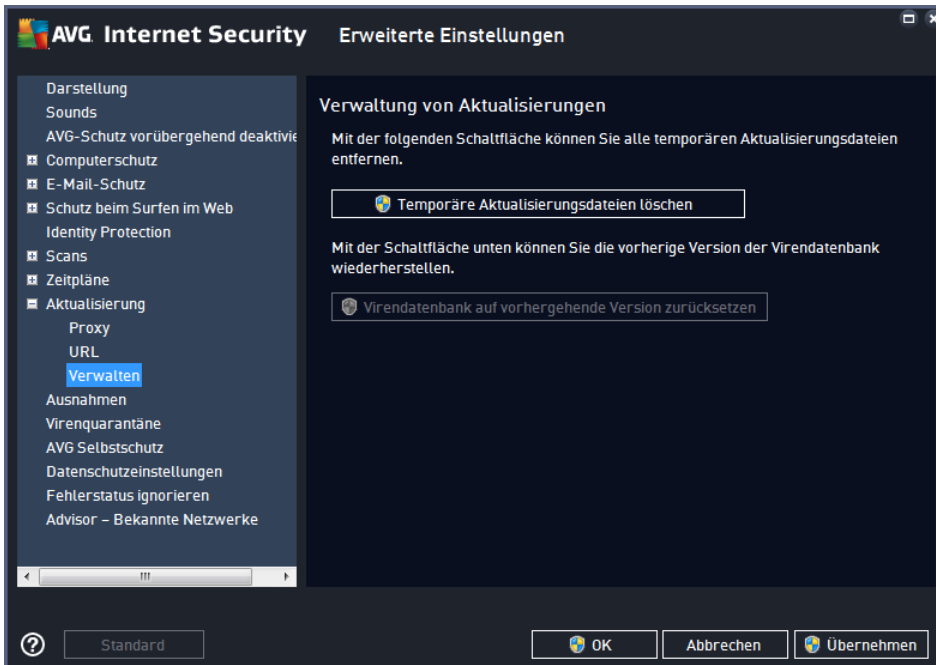 AVG Internet Security Erweiterte Einstellungen
Darstellung
Sounds
AVG-Schutz vorübergehend deaktivie
Computerschutz
E-Mail-Schutz
Schutz beim Surfen im Web
Identity Protection
Scans
Zeitpläne
Aktualisierung
Proxy
URL
Verwalten
Ausnahmen
Virenquarantäne
AVG Selbstschutz
Datenschutzeinstellungen
Fehlerstatus ignorieren
Advisor – Bekannte Netzwerke
Verwaltung von Aktualisierungen
Mit der folgenden Schaltfläche können Sie alle temporären Aktualisierungsdateien
entfernen.
Temporäre Aktualisierungsdateien löschen
Mit der Schaltfläche unten können Sie die vorherige Version der Virendatenbank
wiederherstellen.
Virendatenbank auf vorhergehende Version zurücksetzen
Standard
OK
Abbrechen
Übernehmen